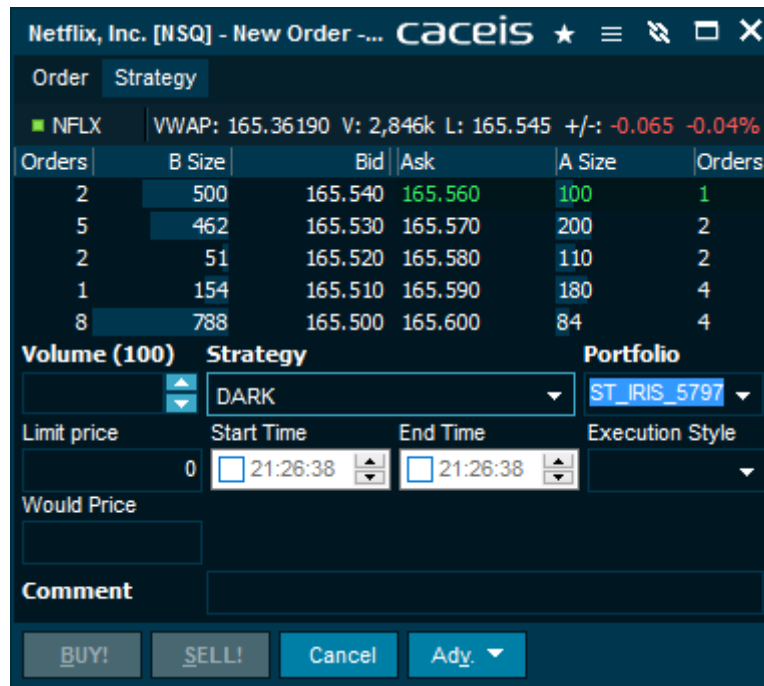 Netflix, Inc. [NSQ] - New Order -... caceis
Order Strategy
NFLX VWAP: 165.36190 V: 2,846k L: 165.545 +/-: -0.065 -0.04%
Orders B Size Bid Ask A Size Orders
2 500 165.540 165.560 100 1
5 462 165.530 165.570 200 2
2 51 165.520 165.580 110 2
1 154 165.510 165.590 180 4
8 788 165.500 165.600 84 4
Volume (100) Strategy Portfolio
DARK ST_IRIS_5797
Limit price Start Time End Time Execution Style
0 21:26:38 21:26:38
Would Price
Comment
BUY! SELL! Cancel Adv.